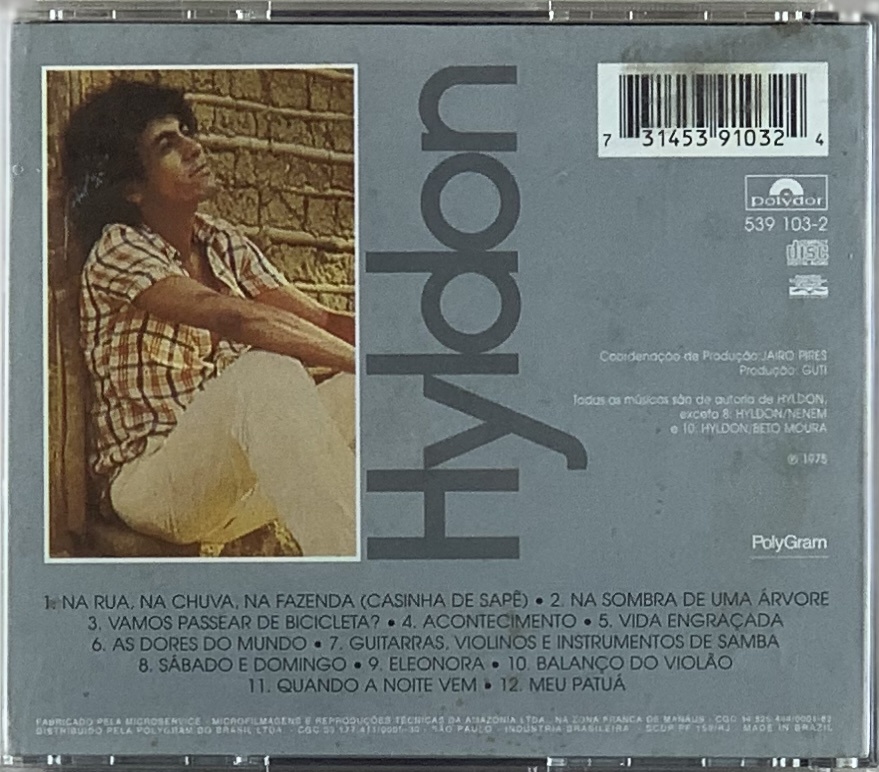 Hyldon
7 31453 91032 4
polydor
539 103-2
disc
Coordenação de Produção: JAIRO PIRES
Produção: GUTI
Todas as músicas são de autoria de HYLDON,
exceto 8: HYLDON/NENEM
e 10: HYLDON/BETO MOURA
℗ 1975
PolyGram
1. NA RUA, NA CHUVA, NA FAZENDA (CASINHA DE SAPÊ) • 2. NA SOMBRA DE UMA ÁRVORE
3. VAMOS PASSEAR DE BICICLETA? • 4. ACONTECIMENTO • 5. VIDA ENGRAÇADA
6. AS DORES DO MUNDO • 7. GUITARRAS, VIOLINOS E INSTRUMENTOS DE SAMBA
8. SÁBADO E DOMINGO • 9. ELEONORA • 10. BALANÇO DO VIOLÃO
11. QUANDO A NOITE VEM • 12. MEU PATUÁ
FABRICADO PELA MICROSERVICE - MICROFILMAGENS E REPRODUÇÕES TÉCNICAS DA AMAZONIA LTDA., NA ZONA FRANCA DE MANAUS - CGC
DISTRIBUIDO PELA POLYGRAM DO BRASIL LTDA - CGC - SÃO PAULO - INDÚSTRIA BRASILEIRA - MADE IN BRAZIL